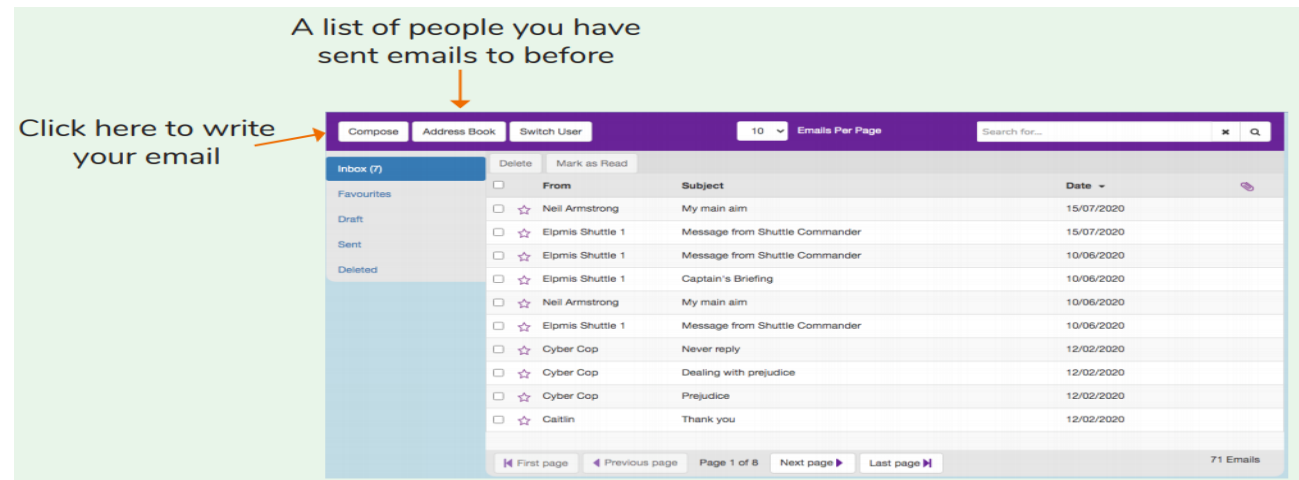 A list of people you have
sent emails to before
Click here to write
your email
Compose Address Book Switch User 10 Emails Per Page Search for...
Inbox (7)
Favourites
Draft
Sent
Deleted
Delete Mark as Read
From Subject Date
Neil Armstrong My main aim 15/07/2020
Elpmis Shuttle 1 Message from Shuttle Commander 15/07/2020
Elpmis Shuttle 1 Message from Shuttle Commander 10/06/2020
Elpmis Shuttle 1 Captain's Briefing 10/06/2020
Neil Armstrong My main aim 10/06/2020
Elpmis Shuttle 1 Message from Shuttle Commander 10/06/2020
Cyber Cop Never reply 12/02/2020
Cyber Cop Dealing with prejudice 12/02/2020
Cyber Cop Prejudice 12/02/2020
Caitlin Thank you 12/02/2020
First page Previous page Page 1 of 8 Next page Last page 71 Emails